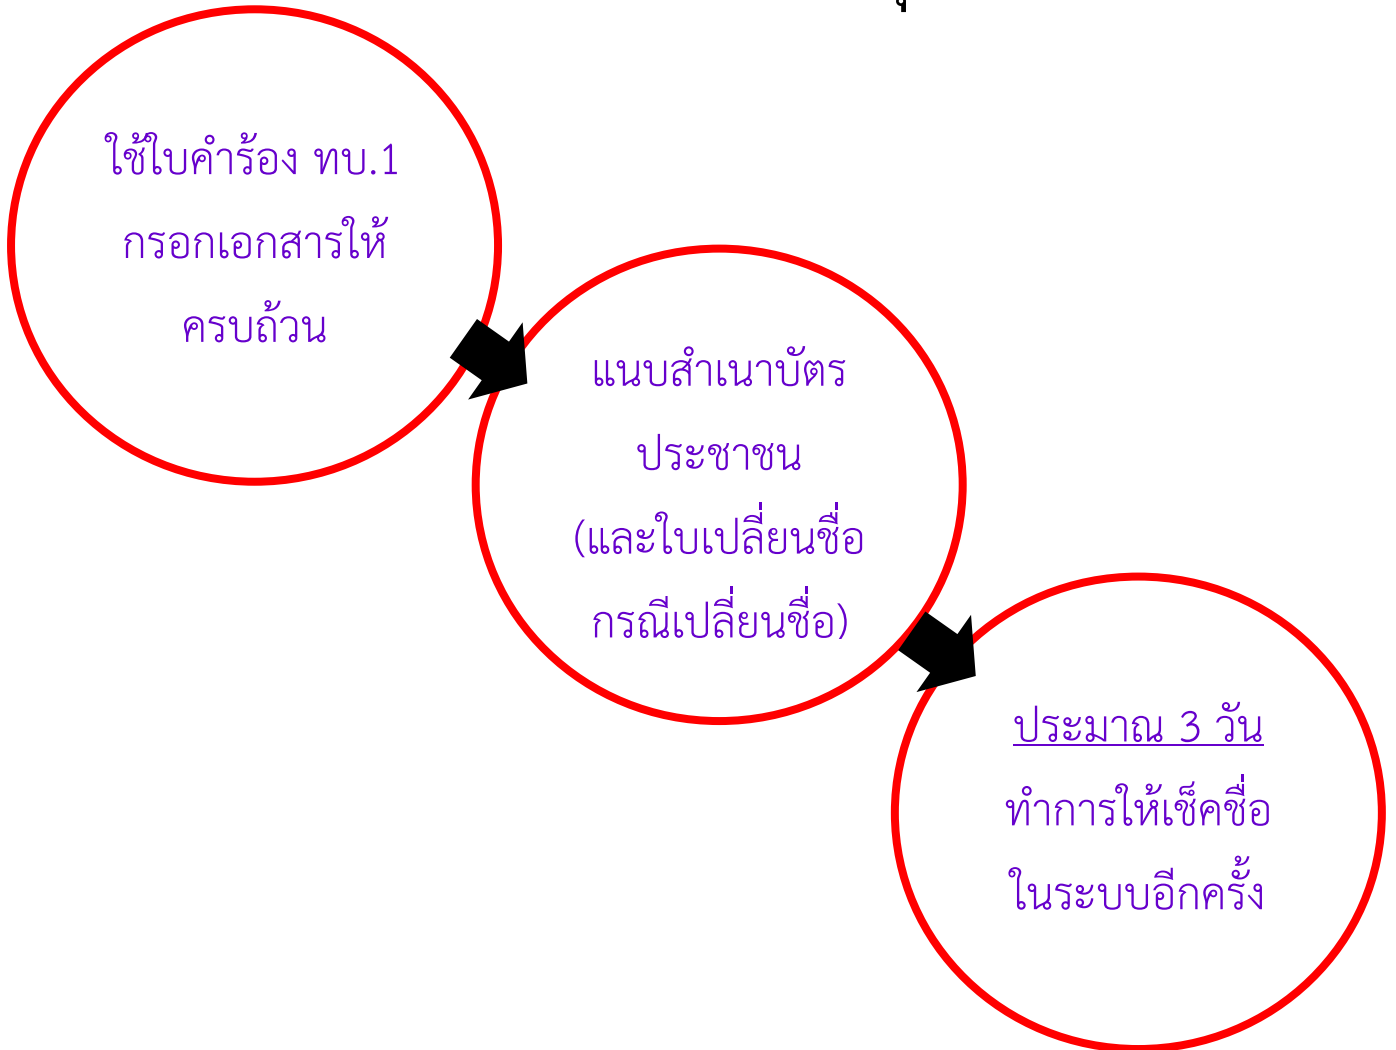 ใช้ใบคำร้อง ทบ.1
กรอกเอกสารให้
ครบถ้วน
แนบสำเนาบัตร
ประชาชน
(และใบเปลี่ยนชื่อ
กรณีเปลี่ยนชื่อ)
ประมาณ 3 วัน
ทำการให้เช็คชื่อ
ในระบบอีกครั้ง